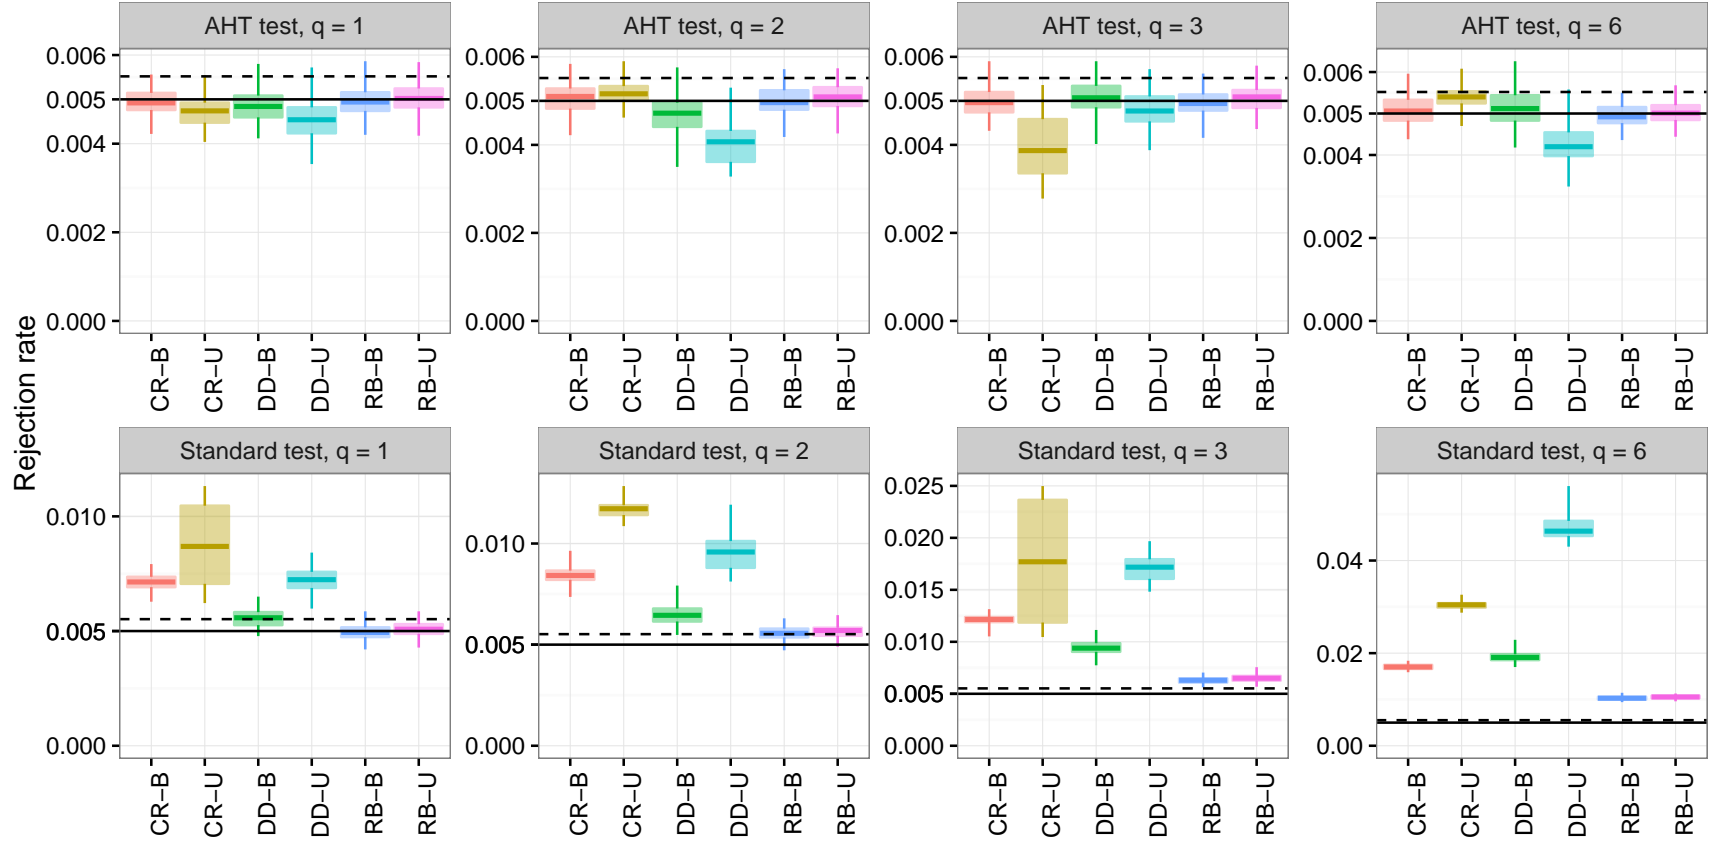 AHT test, q = 1
AHT test, q = 2
AHT test, q = 3
AHT test, q = 6
0.006
0.005
0.004
0.002
0.000
0.006
0.005
0.004
0.002
0.000
0.006
0.005
0.004
0.002
0.000
0.006
0.005
0.004
0.002
0.000
CR−B
CR−U
DD−B
DD−U
RB−B
RB−U
CR−B
CR−U
DD−B
DD−U
RB−B
RB−U
CR−B
CR−U
DD−B
DD−U
RB−B
RB−U
CR−B
CR−U
DD−B
DD−U
RB−B
RB−U
Rejection rate
Standard test, q = 1
Standard test, q = 2
Standard test, q = 3
Standard test, q = 6
0.010
0.005
0.000
0.010
0.005
0.000
0.025
0.020
0.015
0.010
0.005
0.000
0.04
0.02
0.00
CR−B
CR−U
DD−B
DD−U
RB−B
RB−U
CR−B
CR−U
DD−B
DD−U
RB−B
RB−U
CR−B
CR−U
DD−B
DD−U
RB−B
RB−U
CR−B
CR−U
DD−B
DD−U
RB−B
RB−U